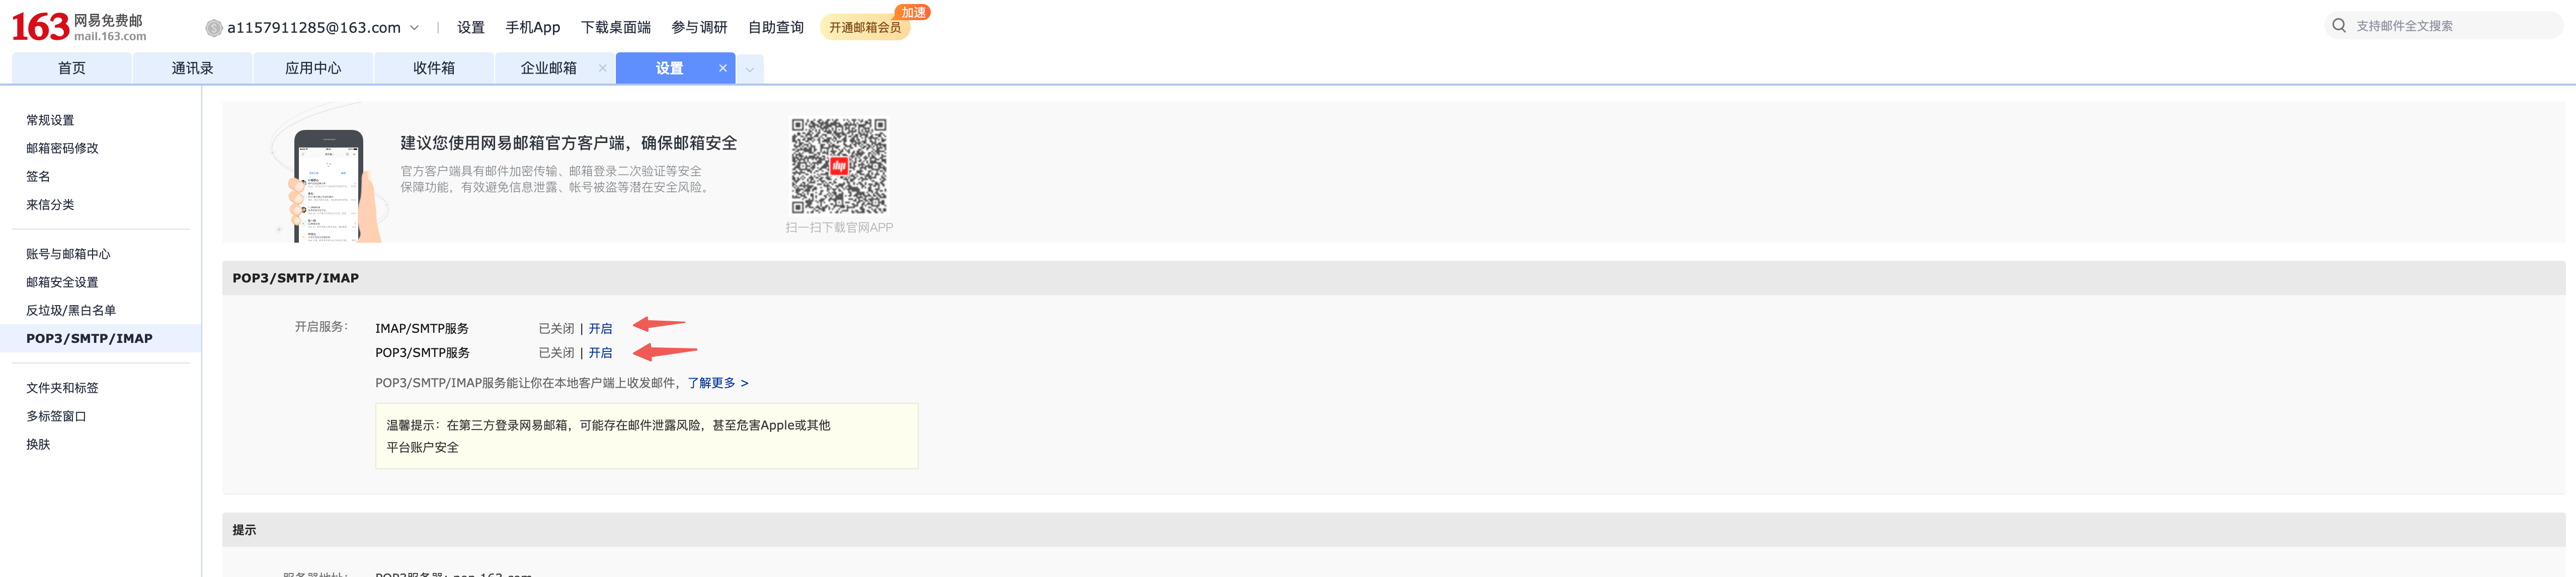 163 网易免费邮
mail.163.com
a1157911285@163.com
设置
手机App
下载桌面端
参与调研
自助查询
开通邮箱会员
加速
支持邮件全文搜索
首页
通讯录
应用中心
收件箱
企业邮箱
设置
常规设置
邮箱密码修改
签名
来信分类
账号与邮箱中心
邮箱安全设置
反垃圾/黑白名单
POP3/SMTP/IMAP
文件夹和标签
多标签窗口
换肤
建议您使用网易邮箱官方客户端，确保邮箱安全
官方客户端具有邮件加密传输、邮箱登录二次验证等安全
保障功能，有效避免信息泄露、帐号被盗等潜在安全风险。
扫一扫下载官网APP
POP3/SMTP/IMAP
开启服务：
IMAP/SMTP服务 已关闭 | 开启
POP3/SMTP服务 已关闭 | 开启
POP3/SMTP/IMAP服务能让你在本地客户端上收发邮件，了解更多 >
温馨提示：在第三方登录网易邮箱，可能存在邮件泄露风险，甚至危害Apple或其他
平台账户安全
提示
服务器地址： POP3服务器：pop.163.com